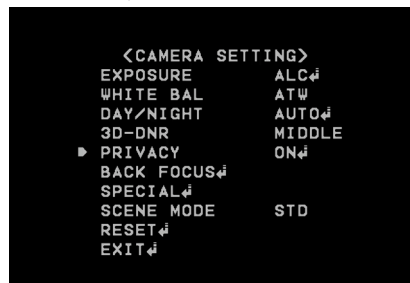 <CAMERA SETTING>
EXPOSURE ALC↲
WHITE BAL ATW
DAY/NIGHT AUTO↲
3D-DNR MIDDLE
PRIVACY ON↲
BACK FOCUS↲
SPECIAL↲
SCENE MODE STD
RESET↲
EXIT↲